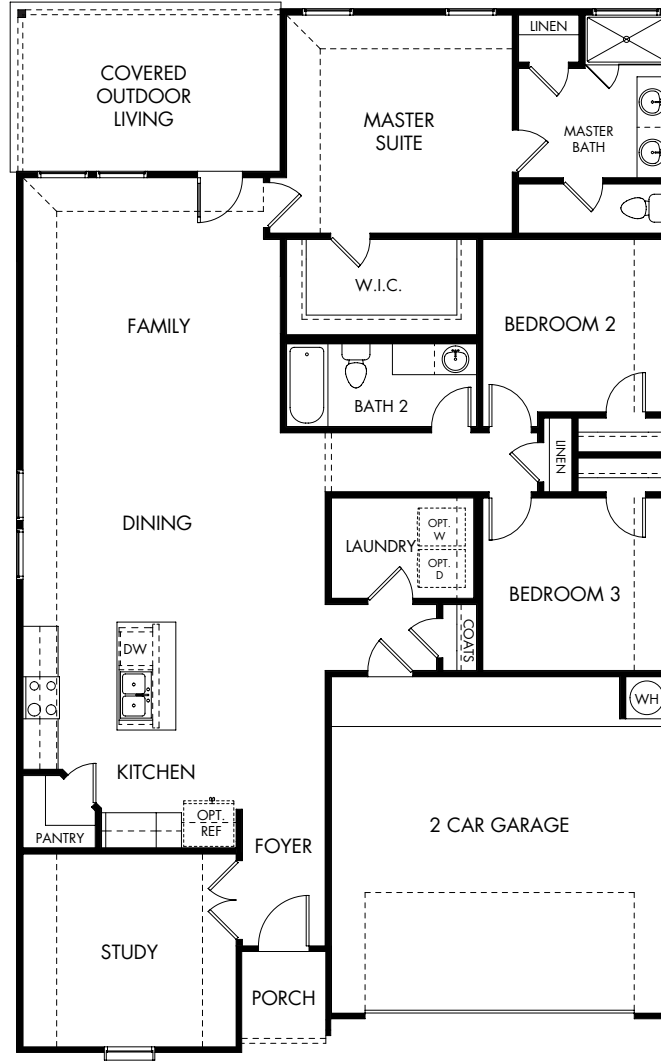 LINEN
COVERED
OUTDOOR
LIVING
MASTER
SUITE
MASTER
BATH
W.I.C.
FAMILY
BEDROOM 2
BATH 2
LINEN
DINING
OPT.
W
LAUNDRY
OPT.
D
BEDROOM 3
COATS
DW
WH
KITCHEN
OPT.
REF
PANTRY
FOYER
2 CAR GARAGE
STUDY
PORCH